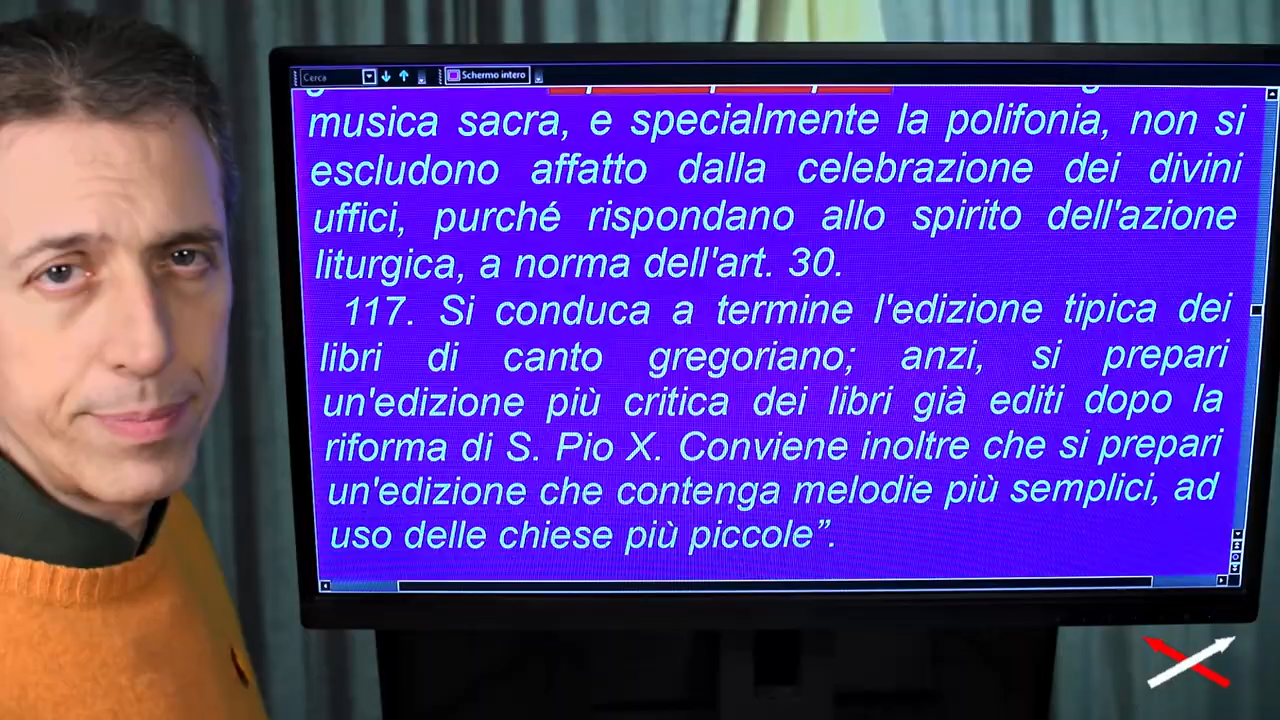 Cerca
Schermo intero
musica sacra, e specialmente la polifonia, non si
escludono affatto dalla celebrazione dei divini
uffici, purché rispondano allo spirito dell'azione
liturgica, a norma dell'art. 30.
117. Si conduca a termine l'edizione tipica dei
libri di canto gregoriano; anzi, si prepari
un'edizione più critica dei libri già editi dopo la
riforma di S. Pio X. Conviene inoltre che si prepari
un'edizione che contenga melodie più semplici, ad
uso delle chiese più piccole”.